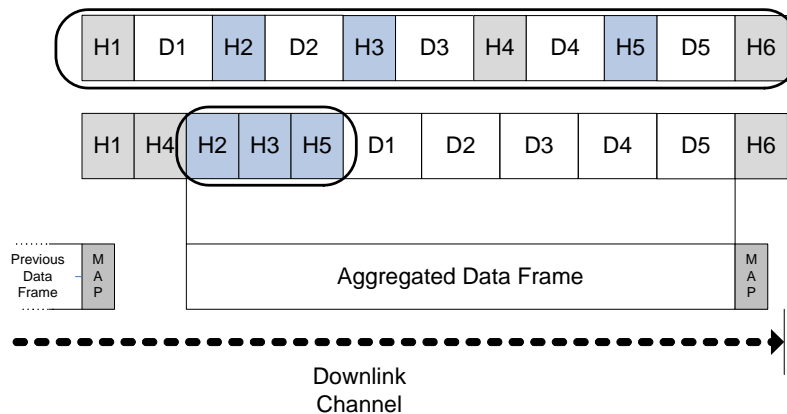 H1 D1 H2 D2 H3 D3 H4 D4 H5 D5 H6
H1 H4 H2 H3 H5 D1 D2 D3 D4 D5 H6
Previous
Data
Frame
M
A
P
Aggregated Data Frame
M
A
P
Downlink
Channel